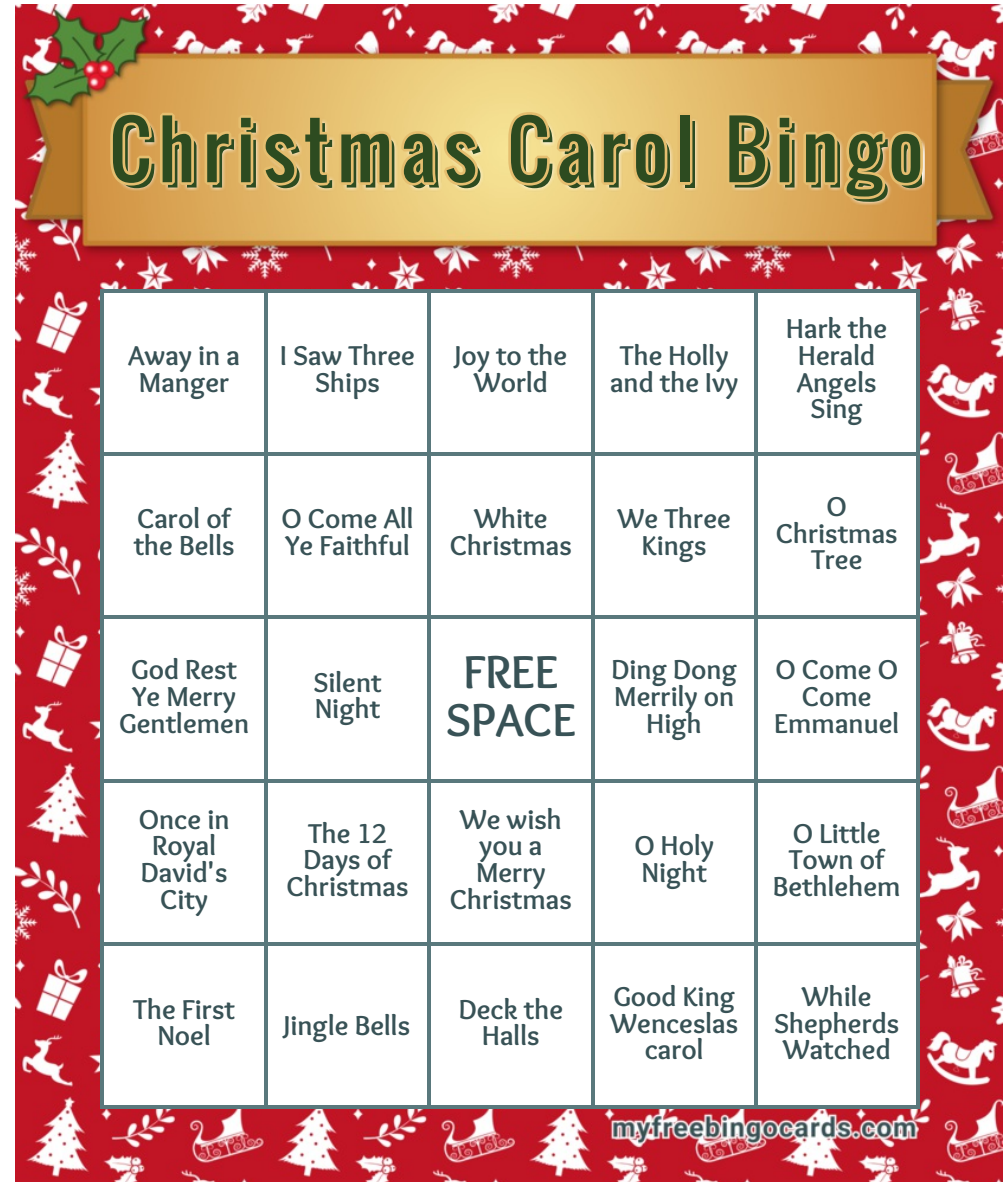 Christmas Carol Bingo
Away in a
Manger
I Saw Three
Ships
Joy to the
World
The Holly
and the Ivy
Hark the
Herald
Angels
Sing
Carol of
the Bells
O Come All
Ye Faithful
White
Christmas
We Three
Kings
O
Christmas
Tree
God Rest
Ye Merry
Gentlemen
Silent
Night
FREE
SPACE
Ding Dong
Merrily on
High
O Come O
Come
Emmanuel
Once in
Royal
David's
City
The 12
Days of
Christmas
We wish
you a
Merry
Christmas
O Holy
Night
O Little
Town of
Bethlehem
The First
Noel
Jingle Bells
Deck the
Halls
Good King
Wenceslas
carol
While
Shepherds
Watched
myfreebingocards.com